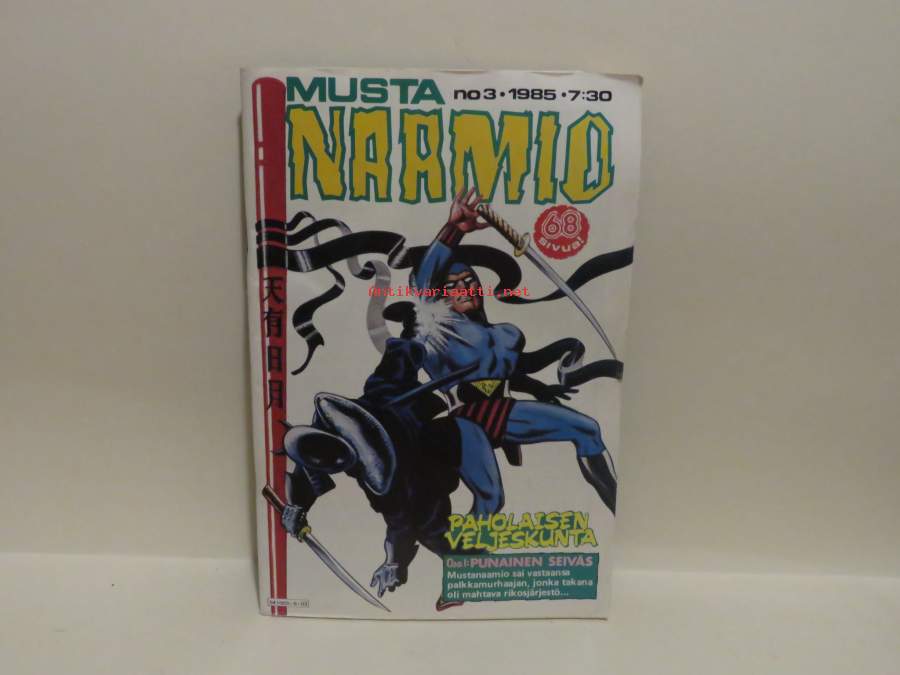 MUSTA
no 3 • 1985 • 7:30
NAAMIO
68
sivua!
天有日月
antikvariaatti.net
PAHOLAISEN
VELJESKUNTA
Osa I: PUNAINEN SEIVÄS
Mustanaamio sai vastaansa
palkkamurhaajan, jonka takana
oli mahtava rikosjärjestö...